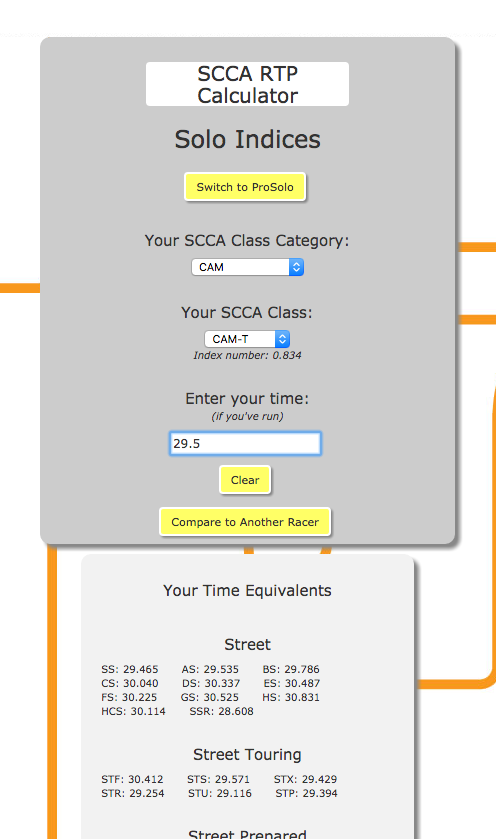 SCCA RTP
Calculator
Solo Indices
Switch to ProSolo
Your SCCA Class Category:
CAM
Your SCCA Class:
CAM-T
Index number: 0.834
Enter your time:
(if you've run)
29.5
Clear
Compare to Another Racer
Your Time Equivalents
Street
SS: 29.465 AS: 29.535 BS: 29.786
CS: 30.040 DS: 30.337 ES: 30.487
FS: 30.225 GS: 30.525 HS: 30.831
HCS: 30.114 SSR: 28.608
Street Touring
STF: 30.412 STS: 29.571 STX: 29.429
STR: 29.254 STU: 29.116 STP: 29.394
Street Prepared